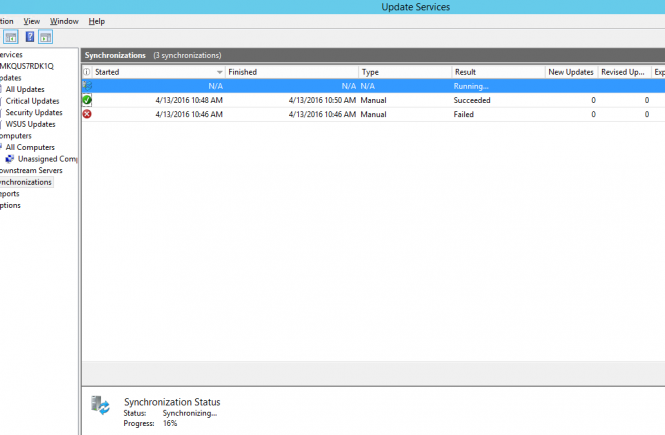 Update Services
tion View Window Help
ervices
MKQUS7RDK1Q
pdates
All Updates
Critical Updates
Security Updates
WSUS Updates
omputers
All Computers
Unassigned Comp
ownstream Servers
ynchronizations
eports
ptions
Synchronizations (3 synchronizations)
Started Finished Type Result New Updates Revised Up... Exp
N/A N/A N/A Running...
4/13/2016 10:48 AM 4/13/2016 10:50 AM Manual Succeeded 0 0
4/13/2016 10:46 AM 4/13/2016 10:46 AM Manual Failed 0 0
Synchronization Status
Status: Synchronizing...
Progress: 16%